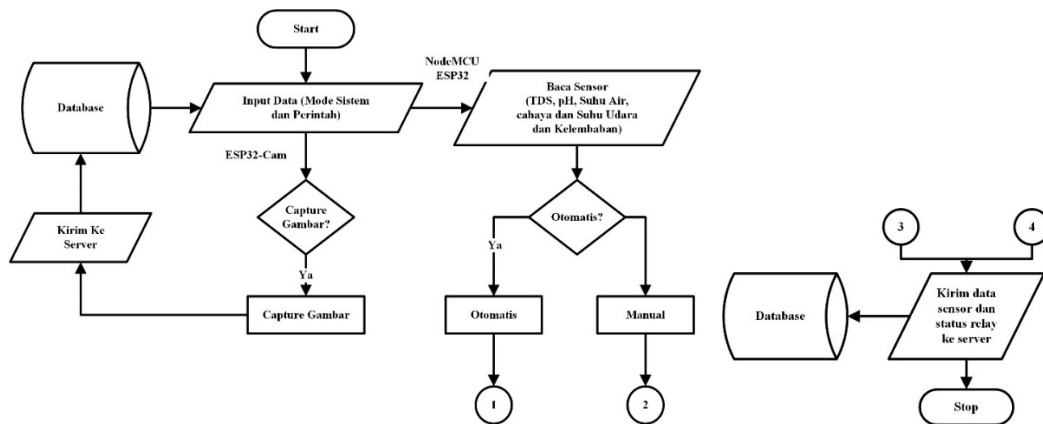 Start
NodeMCU
ESP32
Database
Input Data (Mode Sistem
dan Perintah)
Baca Sensor
(TDS, pH, Suhu Air,
cahaya dan Suhu Udara
dan Kelembaban)
ESP32-Cam
Capture
Gambar?
Otomatis?
Kirim Ke
Server
Ya
Ya
3
4
Capture Gambar
Otomatis
Manual
Database
Kirim data
sensor dan
status relay
ke server
1
2
Stop